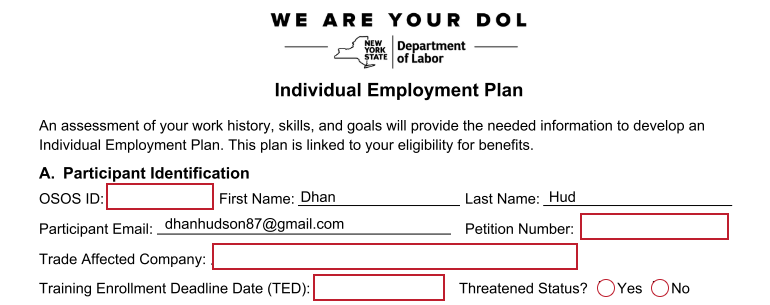 WE ARE YOUR DOL
NEW YORK STATE Department of Labor
Individual Employment Plan
An assessment of your work history, skills, and goals will provide the needed information to develop an
Individual Employment Plan. This plan is linked to your eligibility for benefits.
A. Participant Identification
OSOS ID: First Name: Dhan Last Name: Hud
Participant Email: dhanhudson87@gmail.com Petition Number:
Trade Affected Company:
Training Enrollment Deadline Date (TED): Threatened Status? Yes No